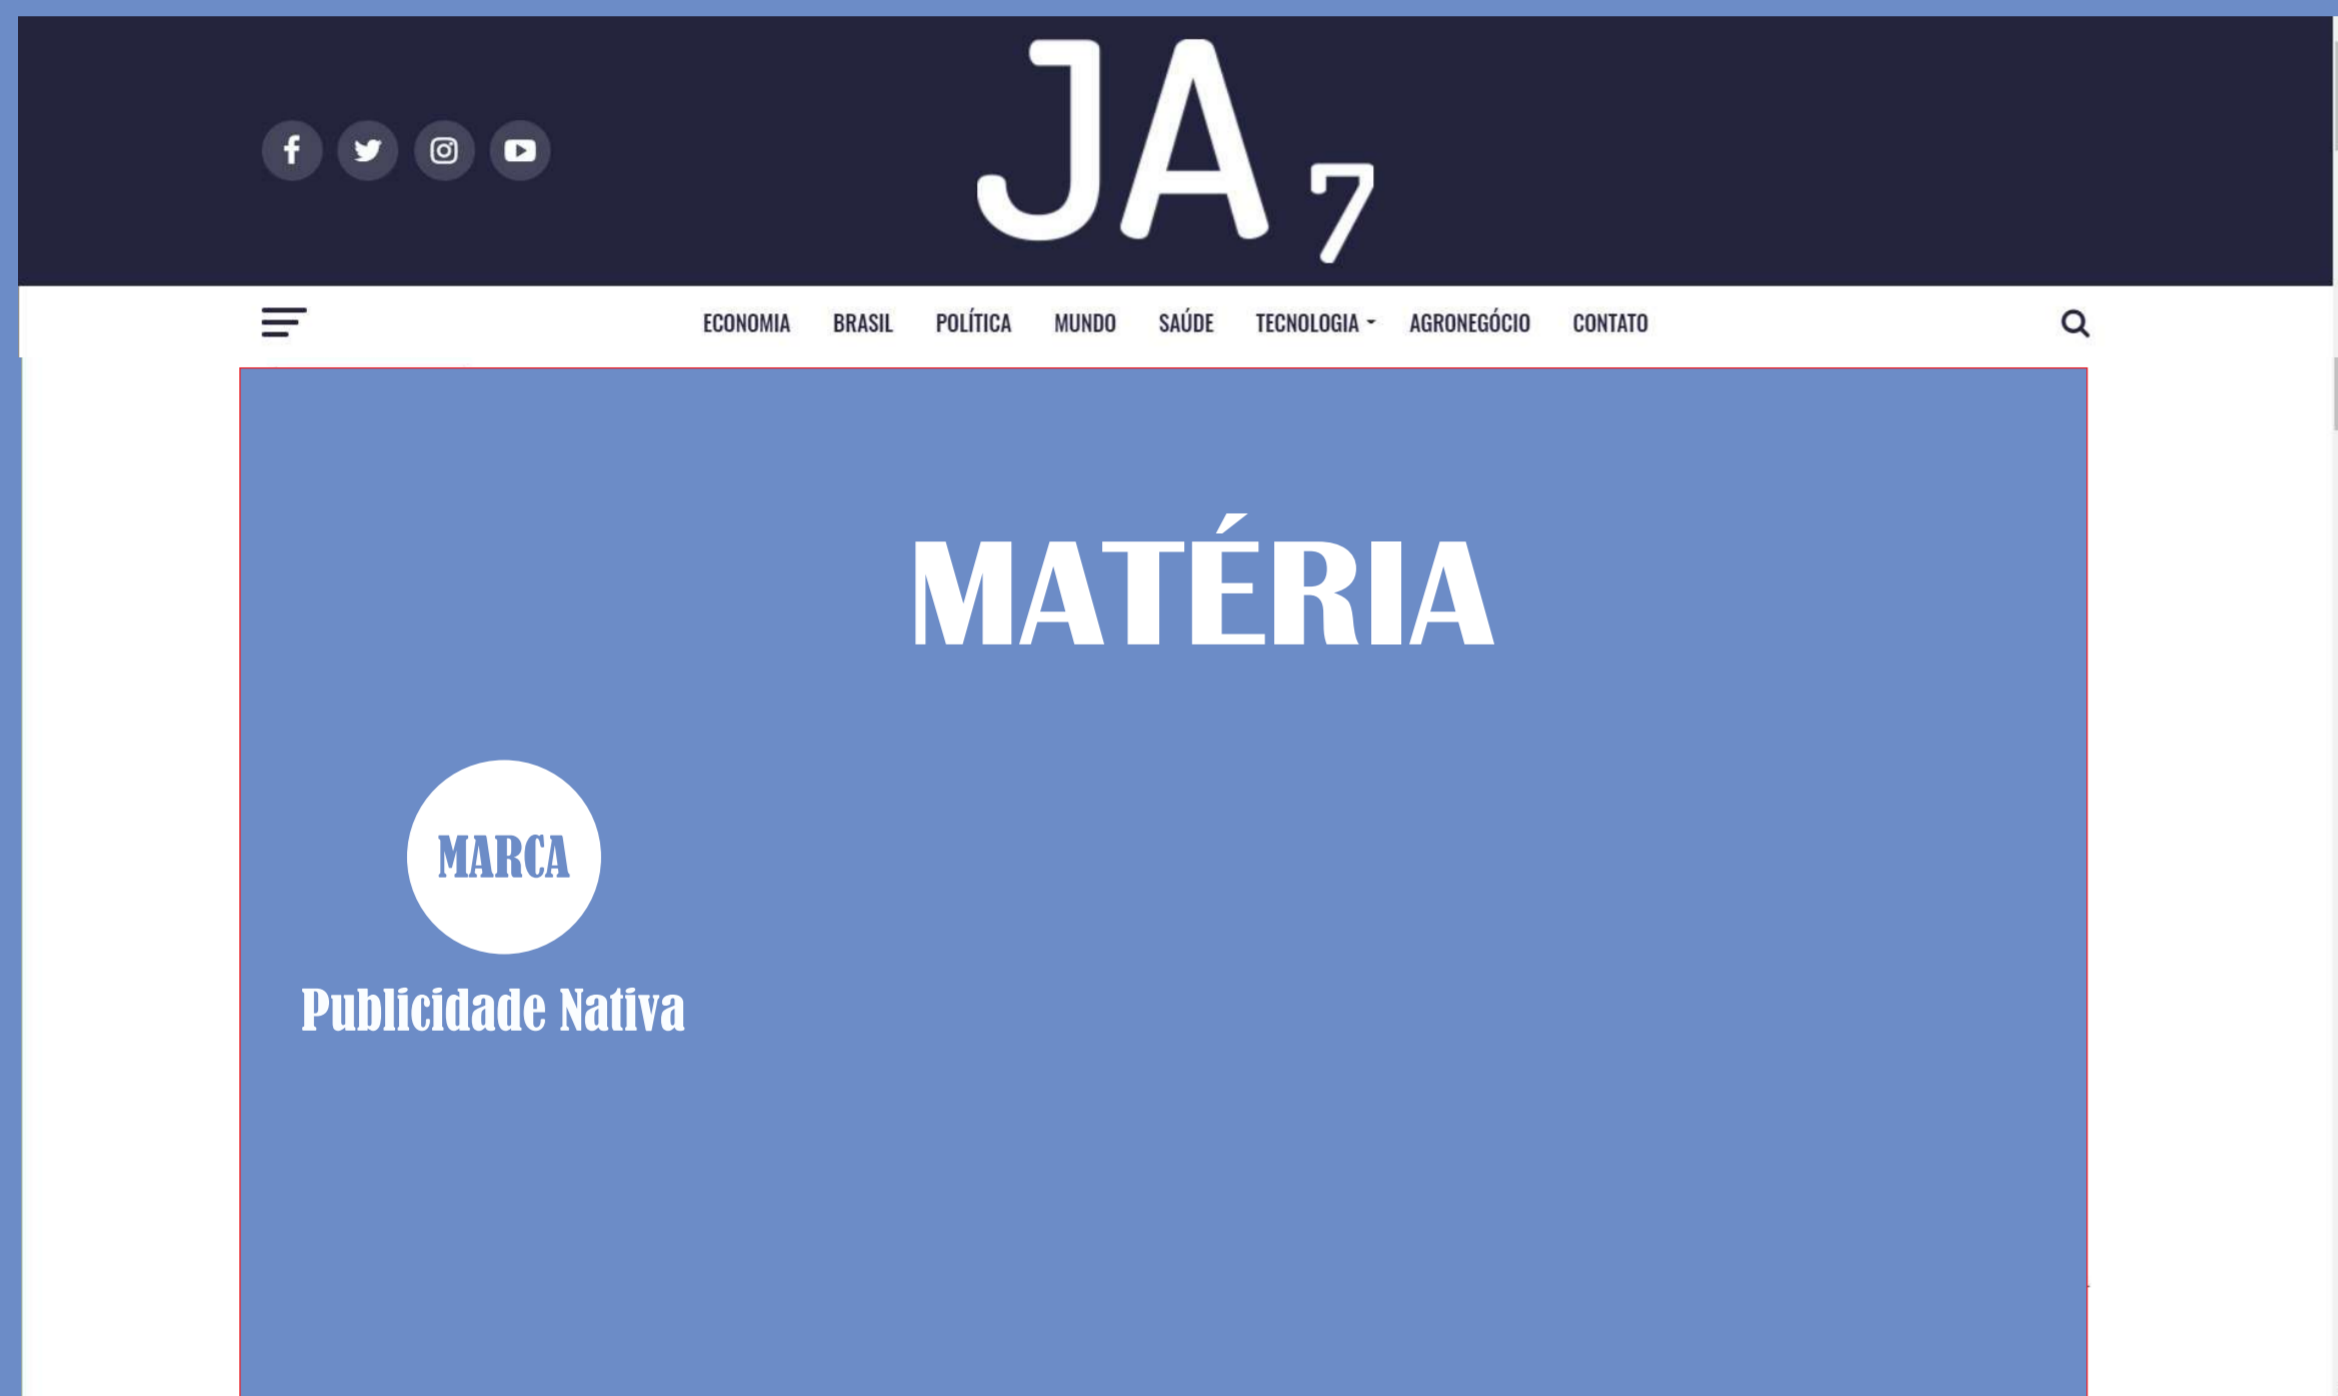 JA 7
ECONOMIA BRASIL POLÍTICA MUNDO SAÚDE TECNOLOGIA AGRONEGÓCIO CONTATO
MATÉRIA
MARCA
Publicidade Nativa